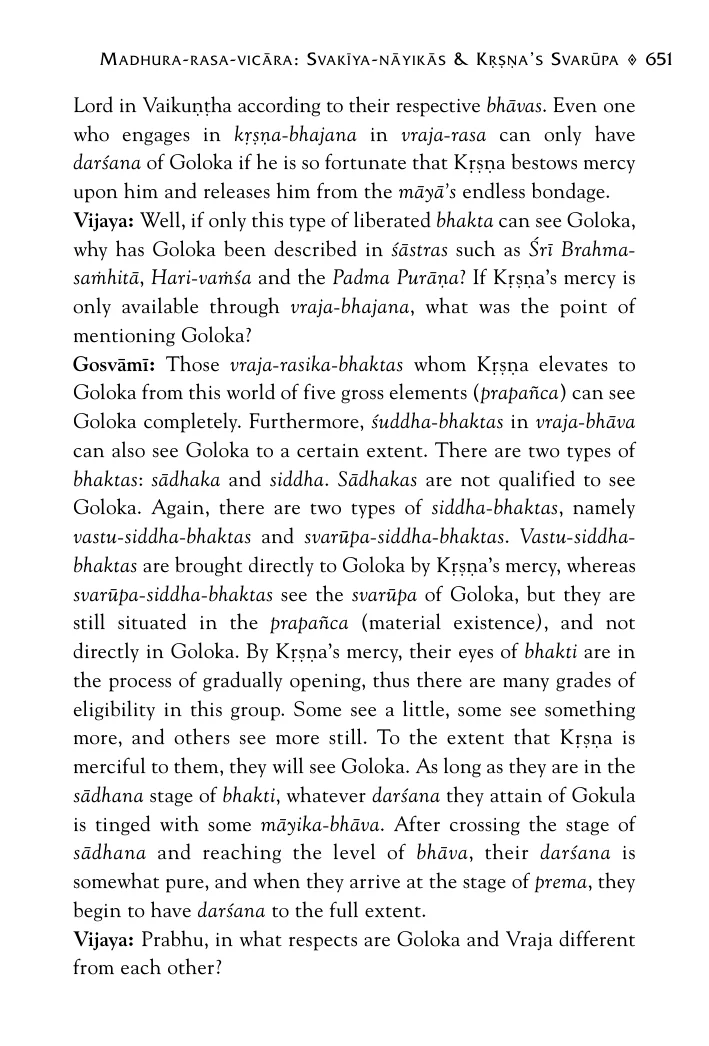 Madhura-rasa-vicāra: Svakīya-nāyikās & Kṛṣṇa's Svarūpa ◊ 651
Lord in Vaikuṇṭha according to their respective bhāvas. Even one
who engages in kṛṣṇa-bhajana in vraja-rasa can only have
darśana of Goloka if he is so fortunate that Kṛṣṇa bestows mercy
upon him and releases him from the māyā's endless bondage.
Vijaya: Well, if only this type of liberated bhakta can see Goloka,
why has Goloka been described in śāstras such as Śrī Brahma-
saṁhitā, Hari-vaṁśa and the Padma Purāṇa? If Kṛṣṇa's mercy is
only available through vraja-bhajana, what was the point of
mentioning Goloka?
Gosvāmī: Those vraja-rasika-bhaktas whom Kṛṣṇa elevates to
Goloka from this world of five gross elements (prapañca) can see
Goloka completely. Furthermore, śuddha-bhaktas in vraja-bhāva
can also see Goloka to a certain extent. There are two types of
bhaktas: sādhaka and siddha. Sādhakas are not qualified to see
Goloka. Again, there are two types of siddha-bhaktas, namely
vastu-siddha-bhaktas and svarūpa-siddha-bhaktas. Vastu-siddha-
bhaktas are brought directly to Goloka by Kṛṣṇa's mercy, whereas
svarūpa-siddha-bhaktas see the svarūpa of Goloka, but they are
still situated in the prapañca (material existence), and not
directly in Goloka. By Kṛṣṇa's mercy, their eyes of bhakti are in
the process of gradually opening, thus there are many grades of
eligibility in this group. Some see a little, some see something
more, and others see more still. To the extent that Kṛṣṇa is
merciful to them, they will see Goloka. As long as they are in the
sādhana stage of bhakti, whatever darśana they attain of Gokula
is tinged with some māyika-bhāva. After crossing the stage of
sādhana and reaching the level of bhāva, their darśana is
somewhat pure, and when they arrive at the stage of prema, they
begin to have darśana to the full extent.
Vijaya: Prabhu, in what respects are Goloka and Vraja different
from each other?